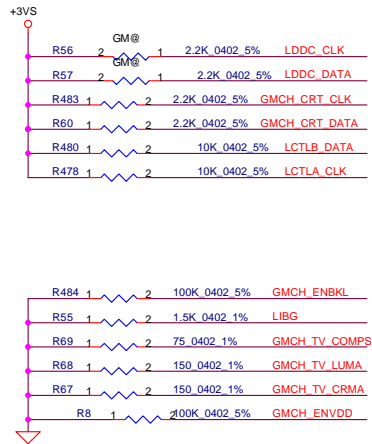 +3VS
GM@
R56 2 1 2.2K_0402_5% LDDC_CLK
GM@
R57 2 1 2.2K_0402_5% LDDC_DATA
R483 1 2 2.2K_0402_5% GMCH_CRT_CLK
R60 1 2 2.2K_0402_5% GMCH_CRT_DATA
R480 1 2 10K_0402_5% LCTLB_DATA
R478 1 2 10K_0402_5% LCTLA_CLK
R484 1 2 100K_0402_5% GMCH_ENBKL
R55 1 2 1.5K_0402_1% LIBG
R69 1 2 75_0402_1% GMCH_TV_COMPS
R68 1 2 150_0402_1% GMCH_TV_LUMA
R67 1 2 150_0402_1% GMCH_TV_CRMA
R8 1 2 100K_0402_5% GMCH_ENVDD